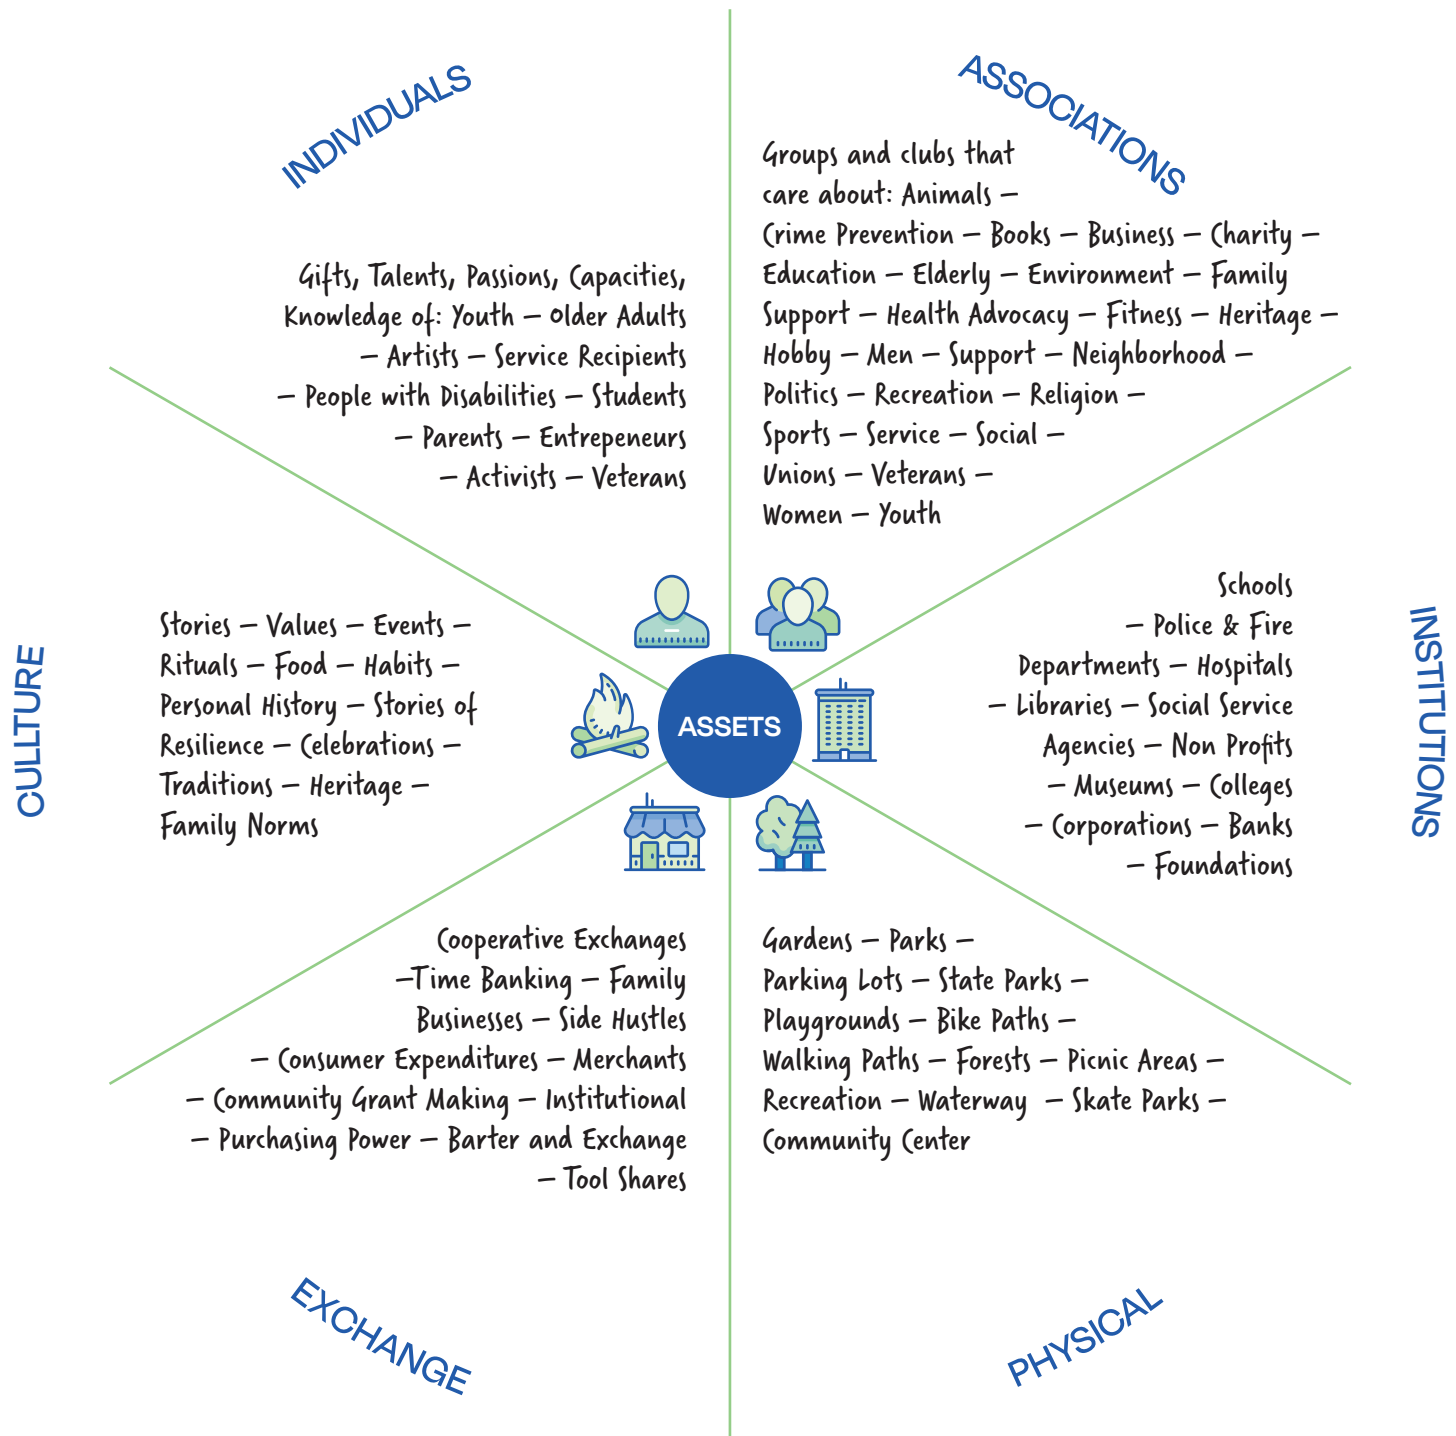 INDIVIDUALS
Gifts, Talents, Passions, Capacities,
Knowledge of: Youth – Older Adults
– Artists – Service Recipients
– People with Disabilities – Students
– Parents – Entrepeneurs
– Activists – Veterans
ASSOCIATIONS
Groups and clubs that
care about: Animals –
Crime Prevention – Books – Business – Charity –
Education – Elderly – Environment – Family
Support – Health Advocacy – Fitness – Heritage –
Hobby – Men – Support – Neighborhood –
Politics – Recreation – Religion –
Sports – Service – Social –
Unions – Veterans –
Women – Youth
INSTITUTIONS
Schools
– Police & Fire
Departments – Hospitals
– Libraries – Social Service
Agencies – Non Profits
– Museums – Colleges
– Corporations – Banks
– Foundations
CULLTURE
Stories – Values – Events –
Rituals – Food – Habits –
Personal History – Stories of
Resilience – Celebrations –
Traditions – Heritage –
Family Norms
ASSETS
EXCHANGE
Cooperative Exchanges
–Time Banking – Family
Businesses – Side Hustles
– Consumer Expenditures – Merchants
– Community Grant Making – Institutional
– Purchasing Power – Barter and Exchange
– Tool Shares
PHYSICAL
Gardens – Parks –
Parking Lots – State Parks –
Playgrounds – Bike Paths –
Walking Paths – Forests – Picnic Areas –
Recreation – Waterway – Skate Parks –
Community Center